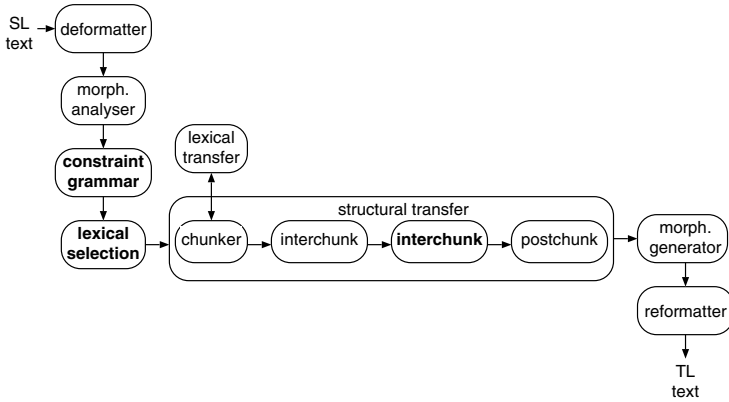 SL
text
deformatter
morph.
analyser
constraint
grammar
lexical
selection
lexical
transfer
structural transfer
chunker
interchunk
interchunk
postchunk
morph.
generator
reformatter
TL
text